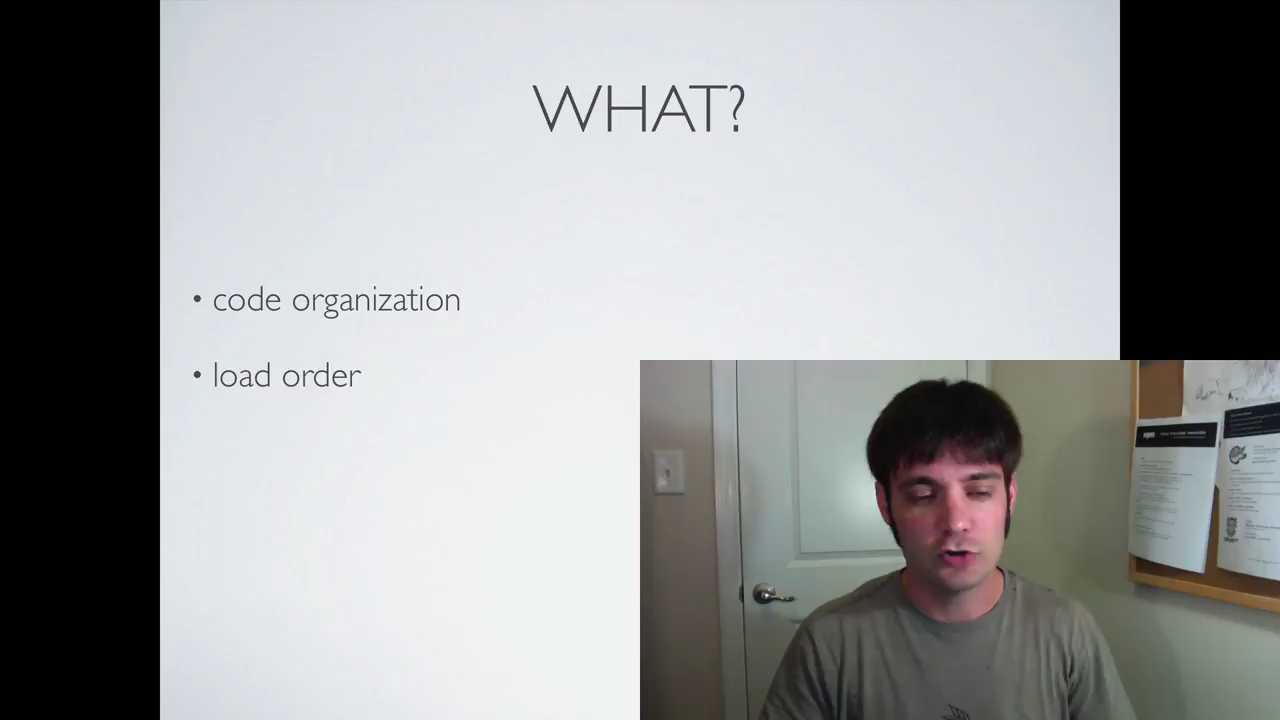 WHAT?
• code organization
• load order